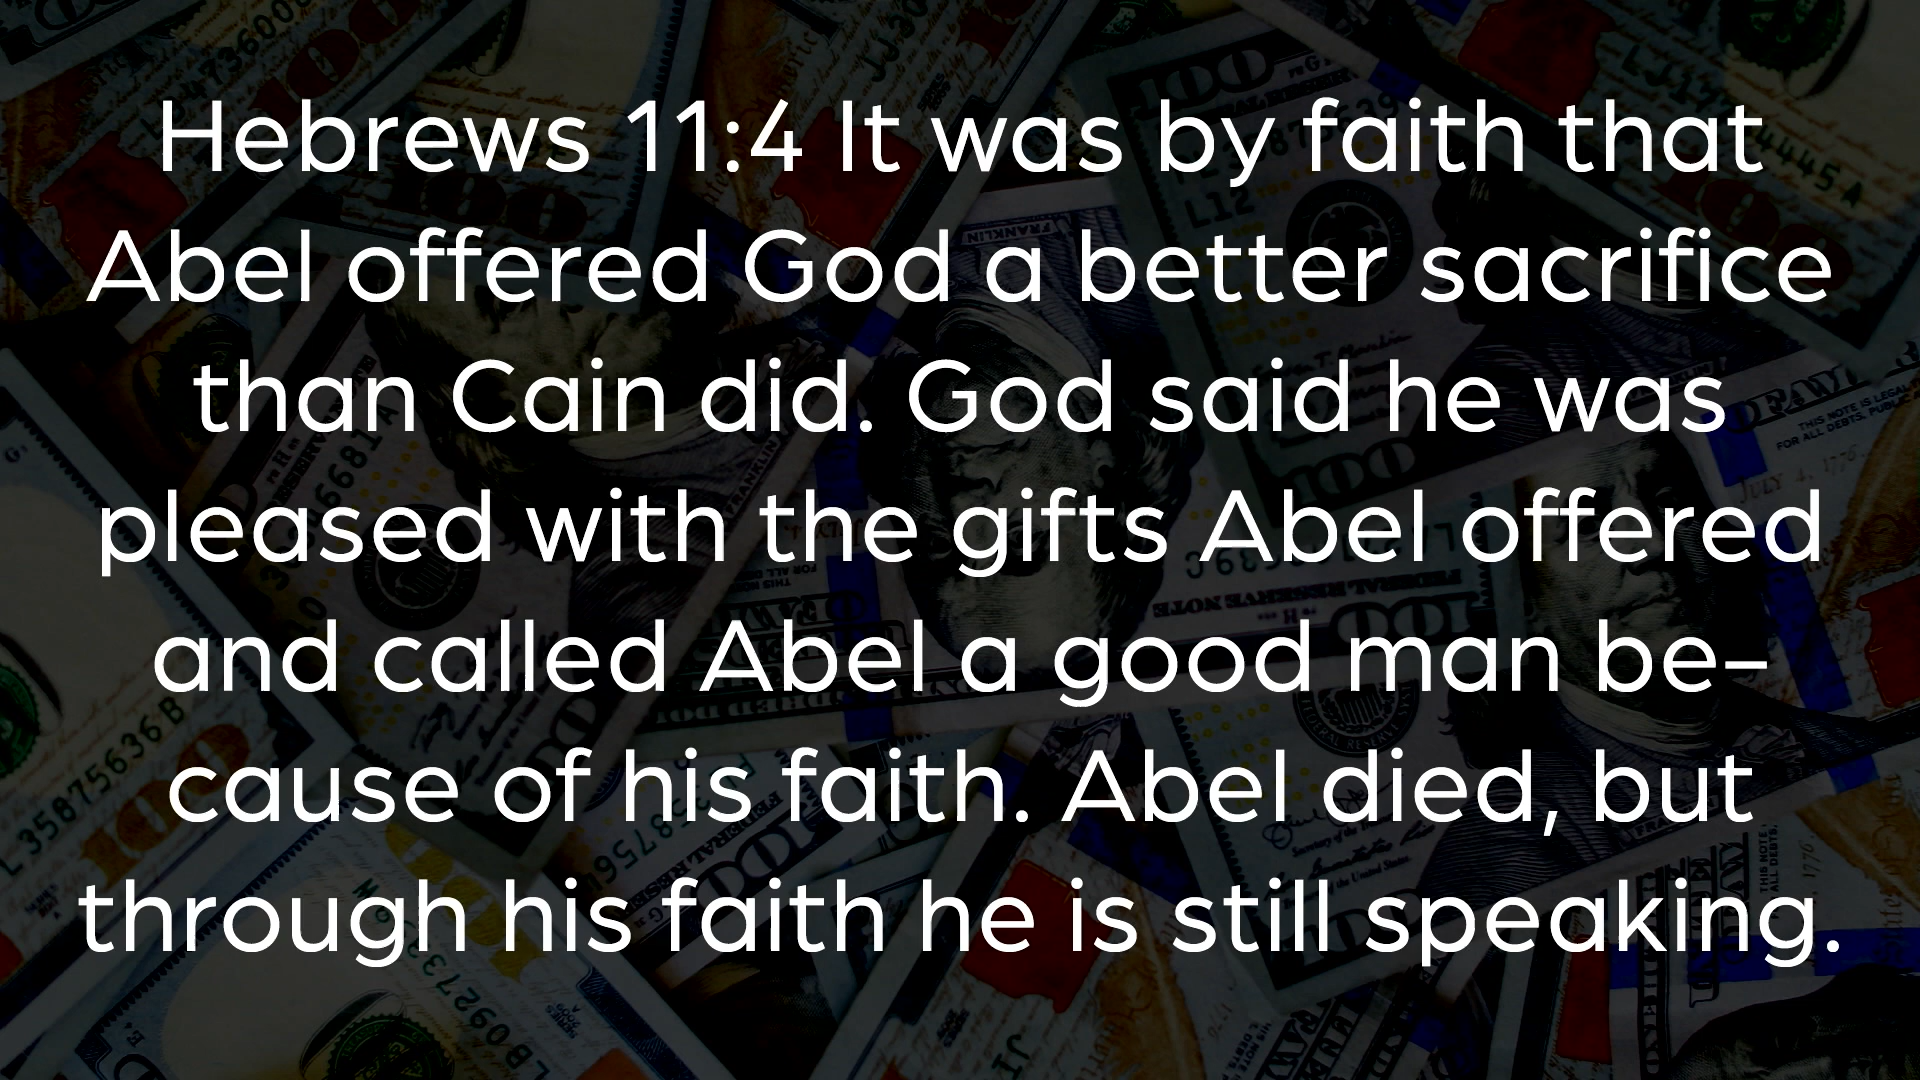 Hebrews 11:4 It was by faith that
Abel offered God a better sacrifice
than Cain did. God said he was
pleased with the gifts Abel offered
and called Abel a good man be-
cause of his faith. Abel died, but
through his faith he is still speaking.